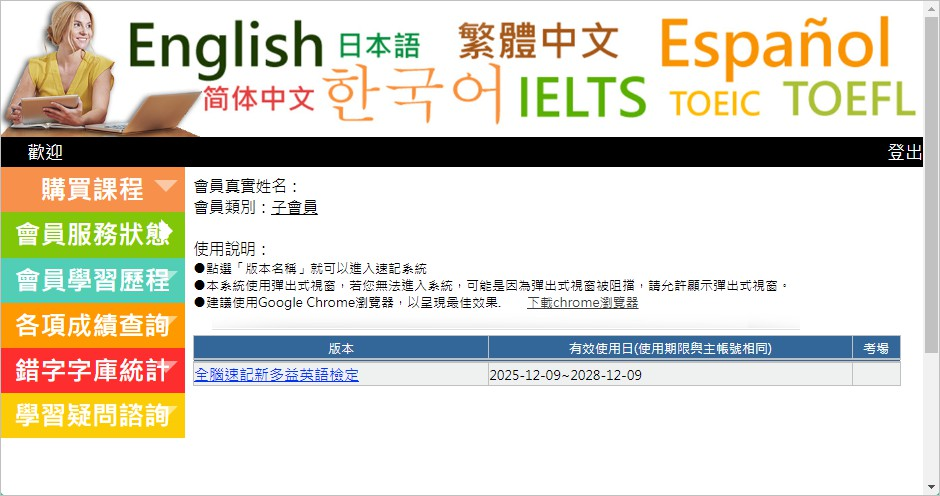 English 日本語 繁體中文 Español
简体中文 한국어 IELTS TOEIC TOEFL
歡迎 登出
購買課程
會員服務狀態
會員學習歷程
各項成績查詢
錯字字庫統計
學習疑問諮詢
會員真實姓名：
會員類別：子會員
使用說明：
●點選「版本名稱」就可以進入速記系統
●本系統使用彈出式視窗，若您無法進入系統，可能是因為彈出式視窗被阻擋，請允許顯示彈出式視窗。
●建議使用Google Chrome瀏覽器，以呈現最佳效果. 下載chrome瀏覽器
版本 有效使用日(使用期限與主帳號相同) 考場
全腦速記新多益英語檢定 2025-12-09~2028-12-09